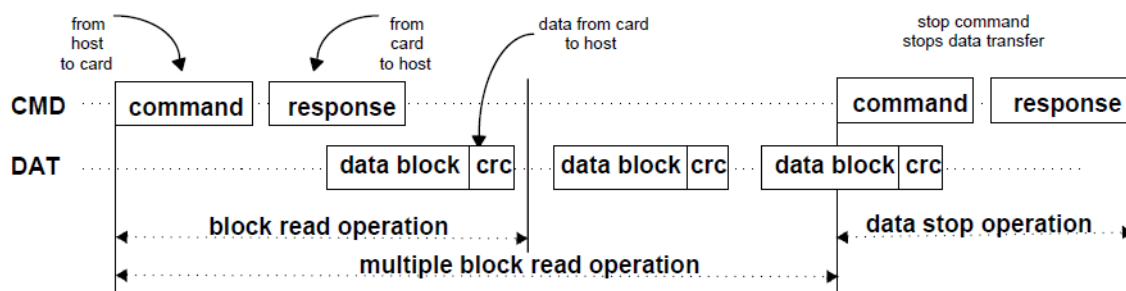 from
host
to card
from
card
to host
data from card
to host
stop command
stops data transfer
CMD
command
response
command
response
DAT
data block
crc
data block
crc
data block
crc
block read operation
data stop operation
multiple block read operation